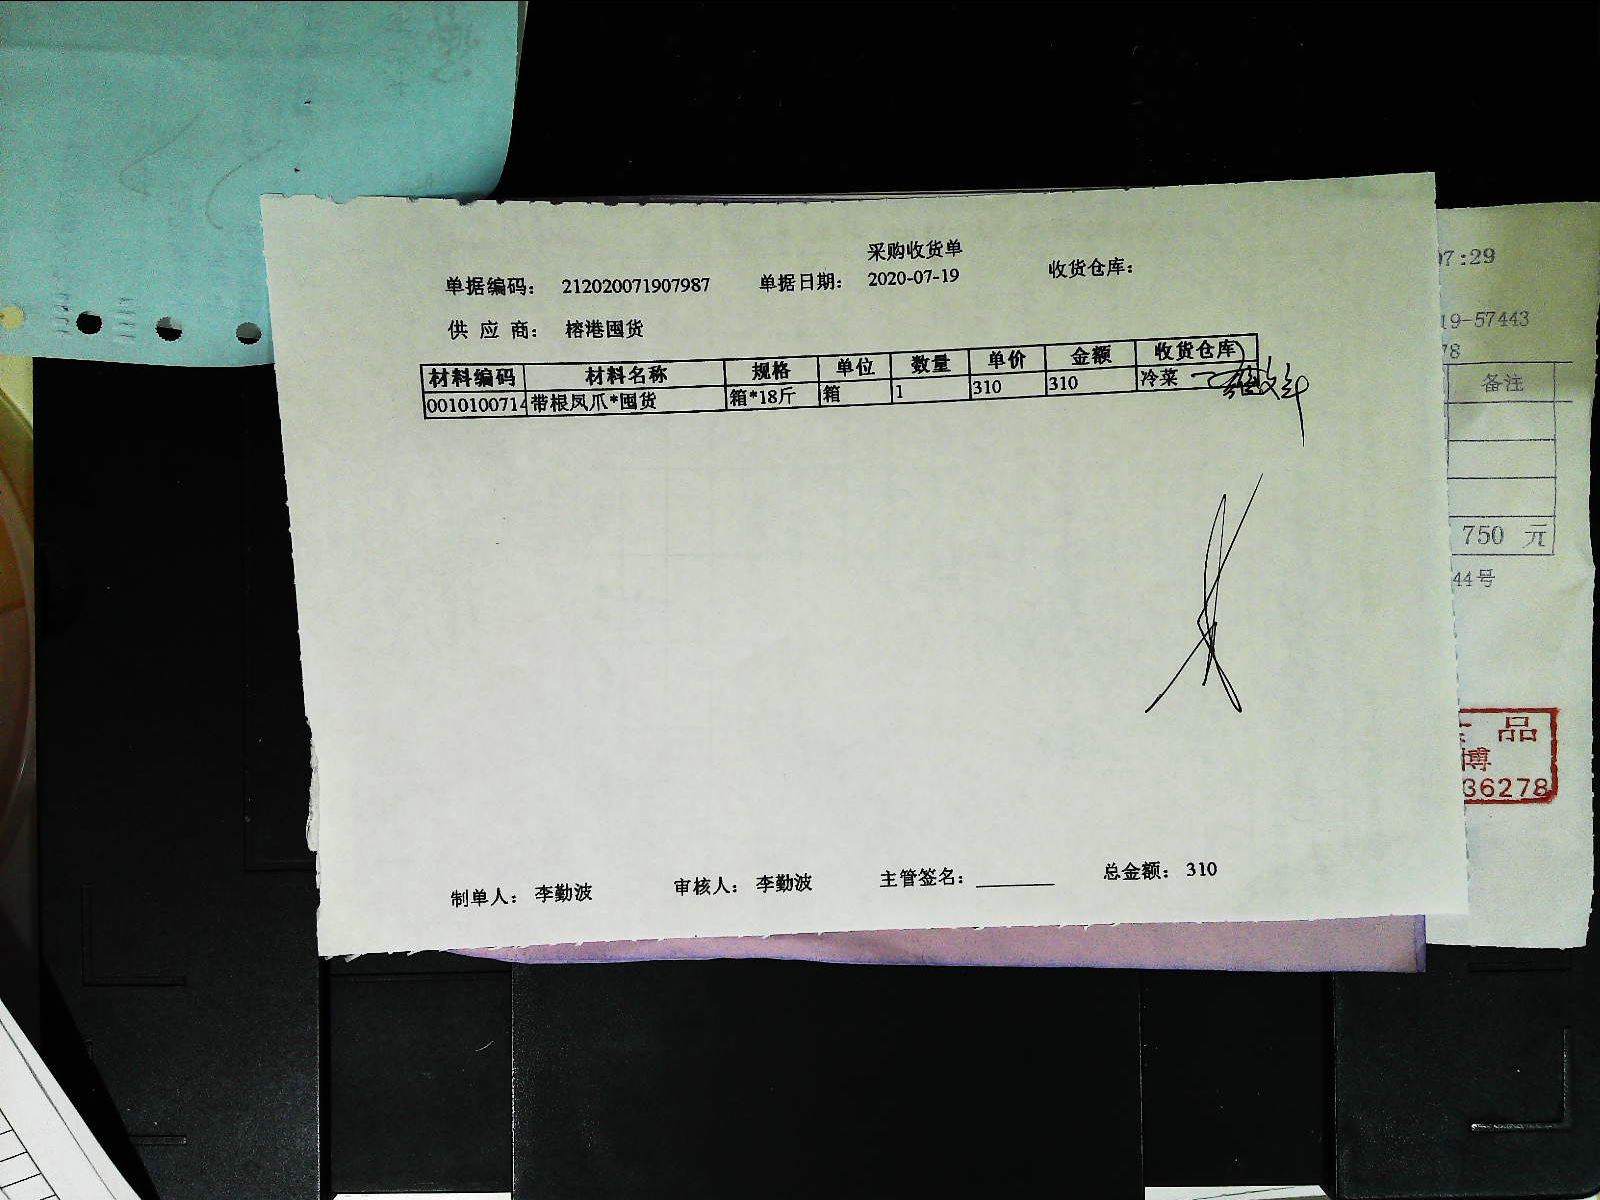 采购收货单
单据编码： 212020071907987 单据日期： 2020-07-19 收货仓库：
供 应 商： 榕港囤货
材料编码 材料名称 规格 单位 数量 单价 金额 收货仓库
0010100714 带根凤爪*囤货 箱*18斤 箱 1 310 310 冷菜
制单人： 李勤波 审核人： 李勤波 主管签名：______ 总金额： 310
07:29
19-57443
78
备注
750 元
44号
品
博
36278